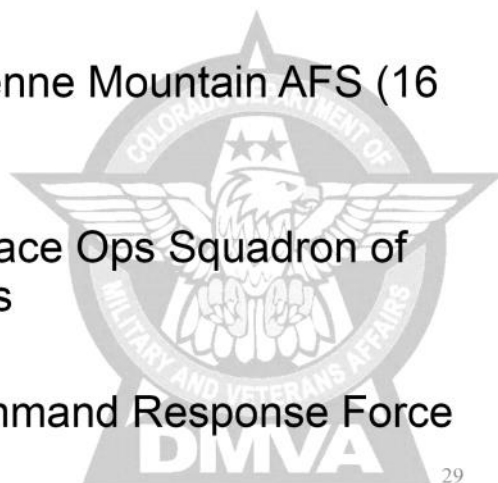 enne Mountain AFS (16
COLORADO DEPARTMENT OF
ace Ops Squadron of
s
MILITARY AND VETERANS AFFAIRS
mmand Response Force
DMVA
29